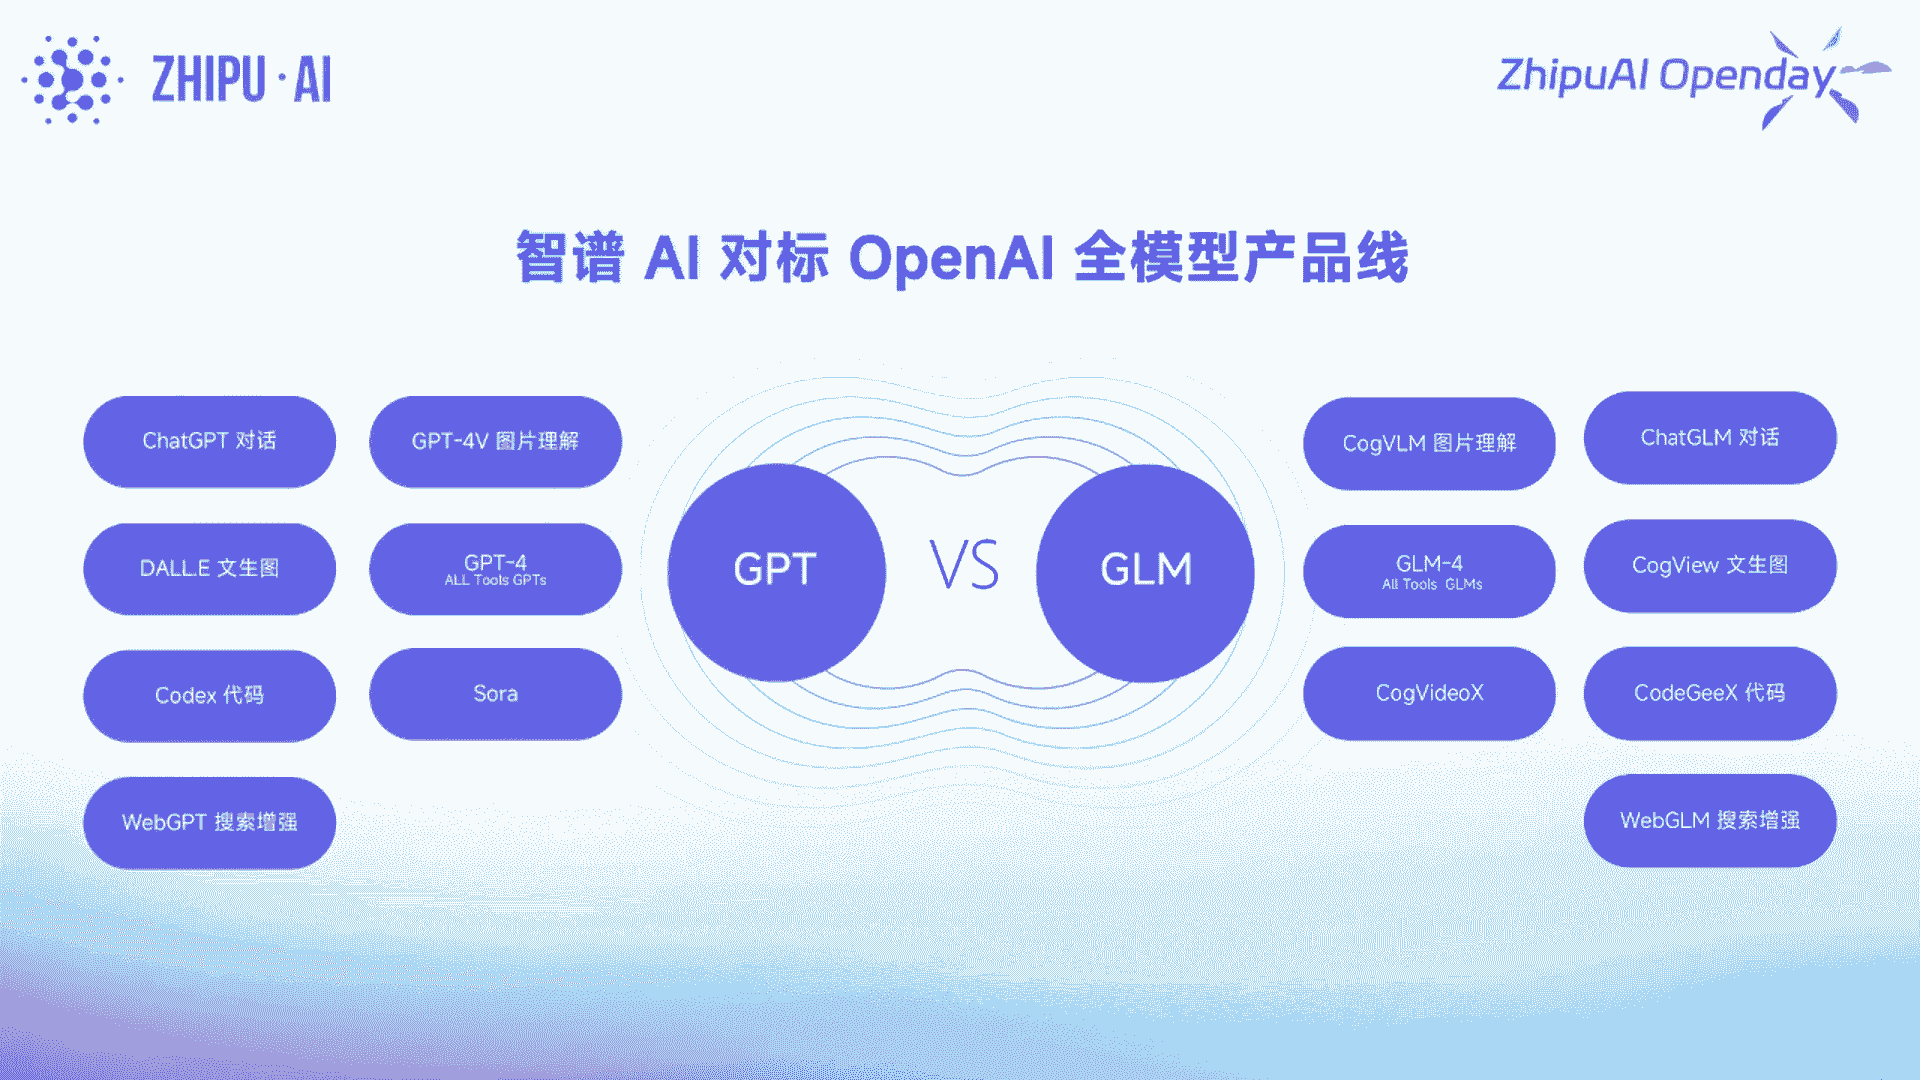 ZHIPU·AI
ZhipuAI Openday
智谱 AI 对标 OpenAI 全模型产品线
ChatGPT 对话
GPT-4V 图片理解
DALL.E 文生图
GPT-4
ALL Tools GPTs
Codex 代码
Sora
WebGPT 搜索增强
GPT
VS
GLM
CogVLM 图片理解
ChatGLM 对话
GLM-4
All Tools GLMs
CogView 文生图
CogVideoX
CodeGeeX 代码
WebGLM 搜索增强